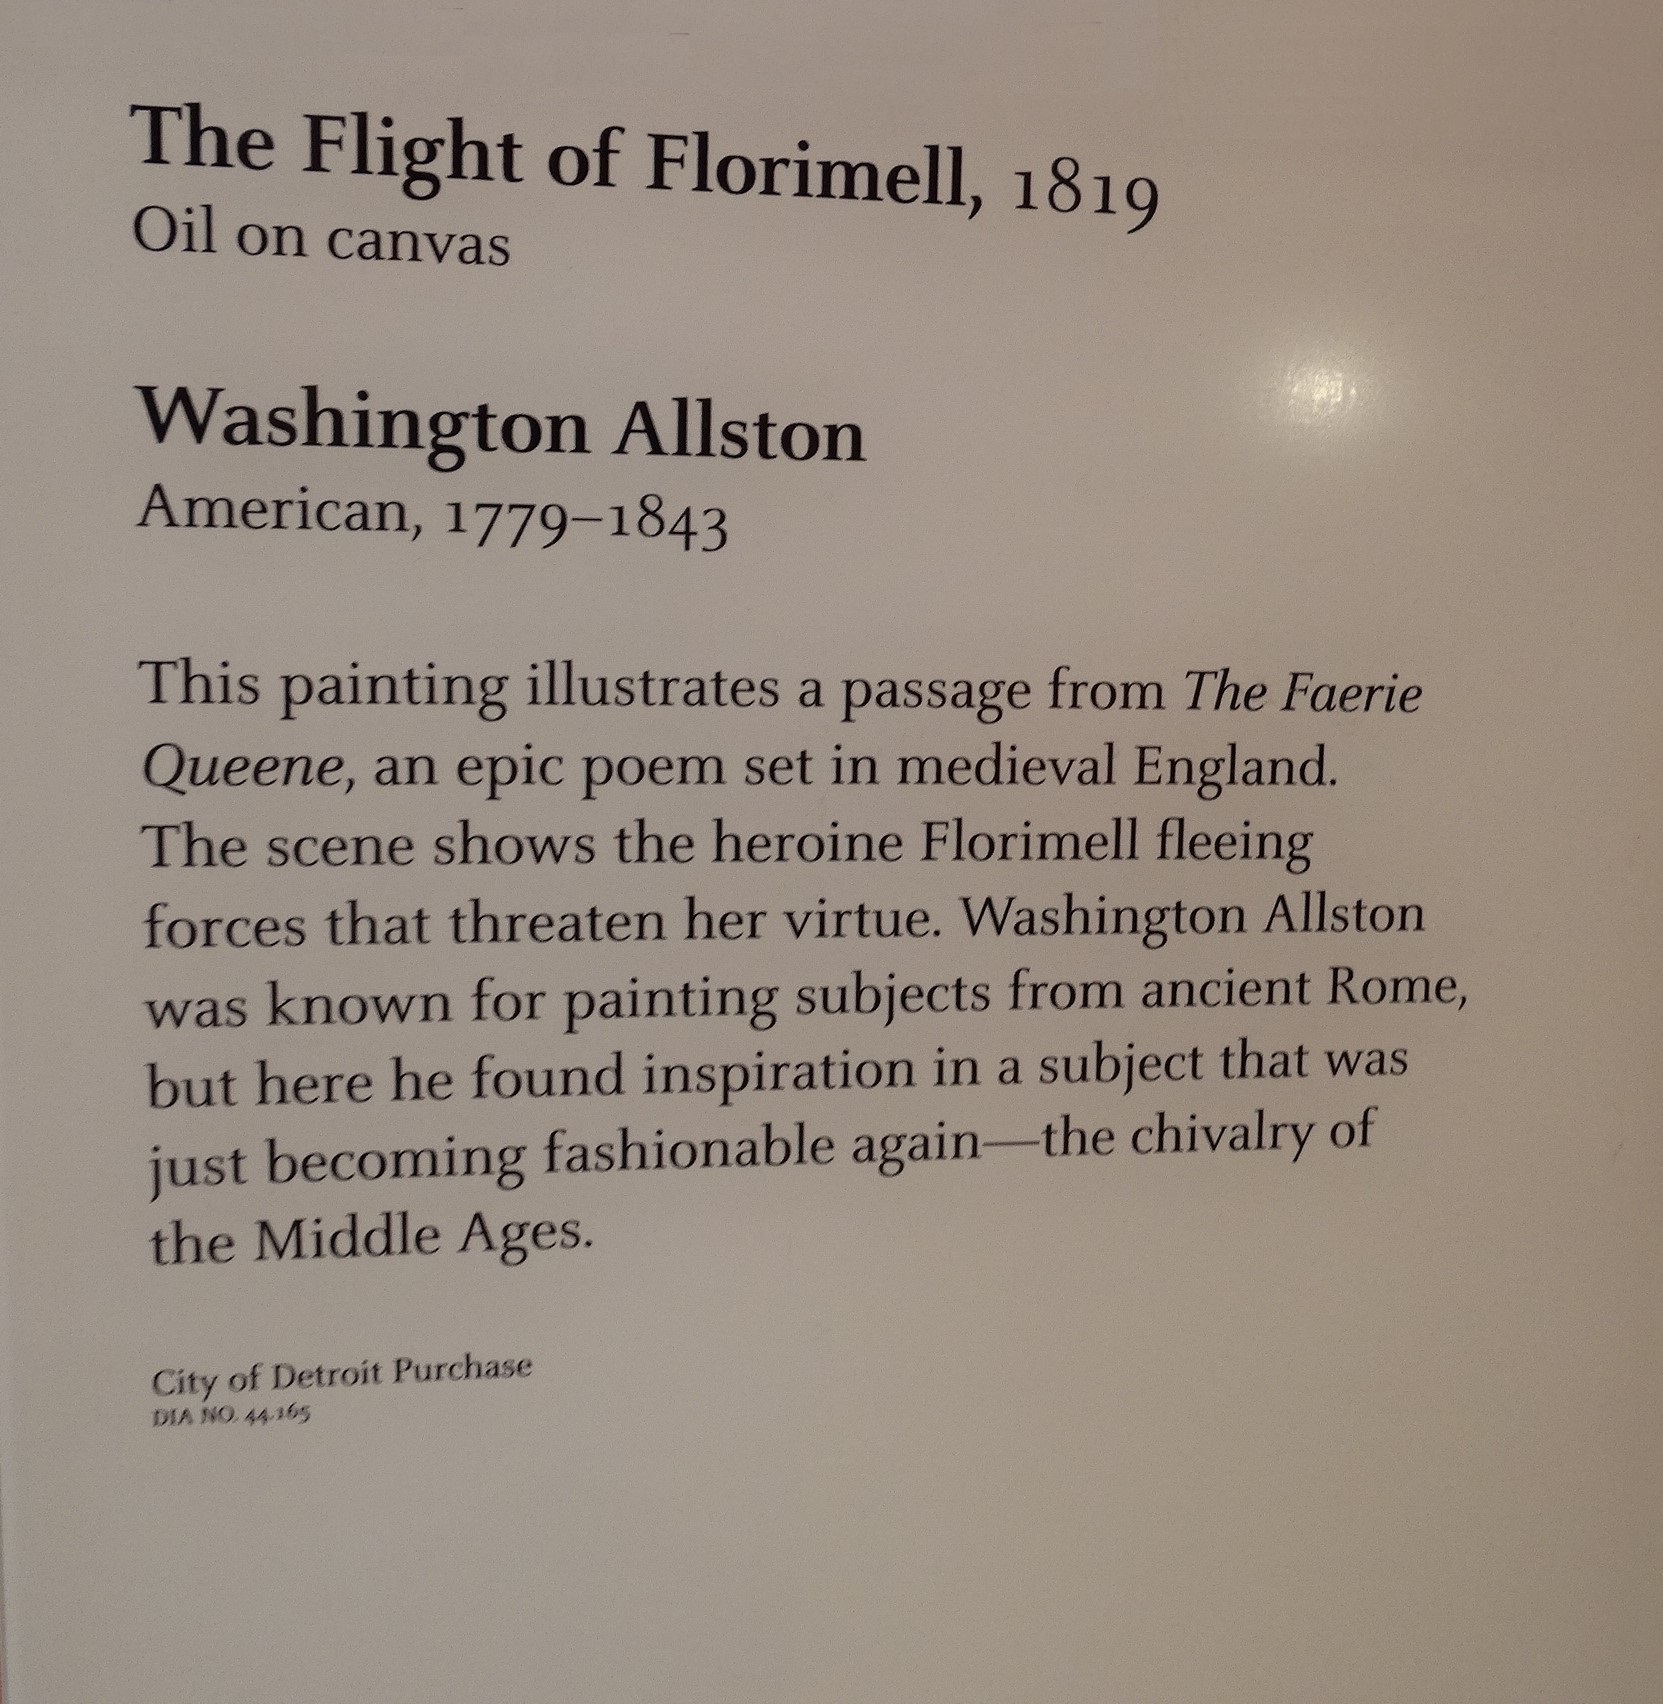 The Flight of Florimell, 1819
Oil on canvas
Washington Allston
American, 1779–1843
This painting illustrates a passage from The Faerie
Queene, an epic poem set in medieval England.
The scene shows the heroine Florimell fleeing
forces that threaten her virtue. Washington Allston
was known for painting subjects from ancient Rome,
but here he found inspiration in a subject that was
just becoming fashionable again—the chivalry of
the Middle Ages.
City of Detroit Purchase
DIA NO. 44.165